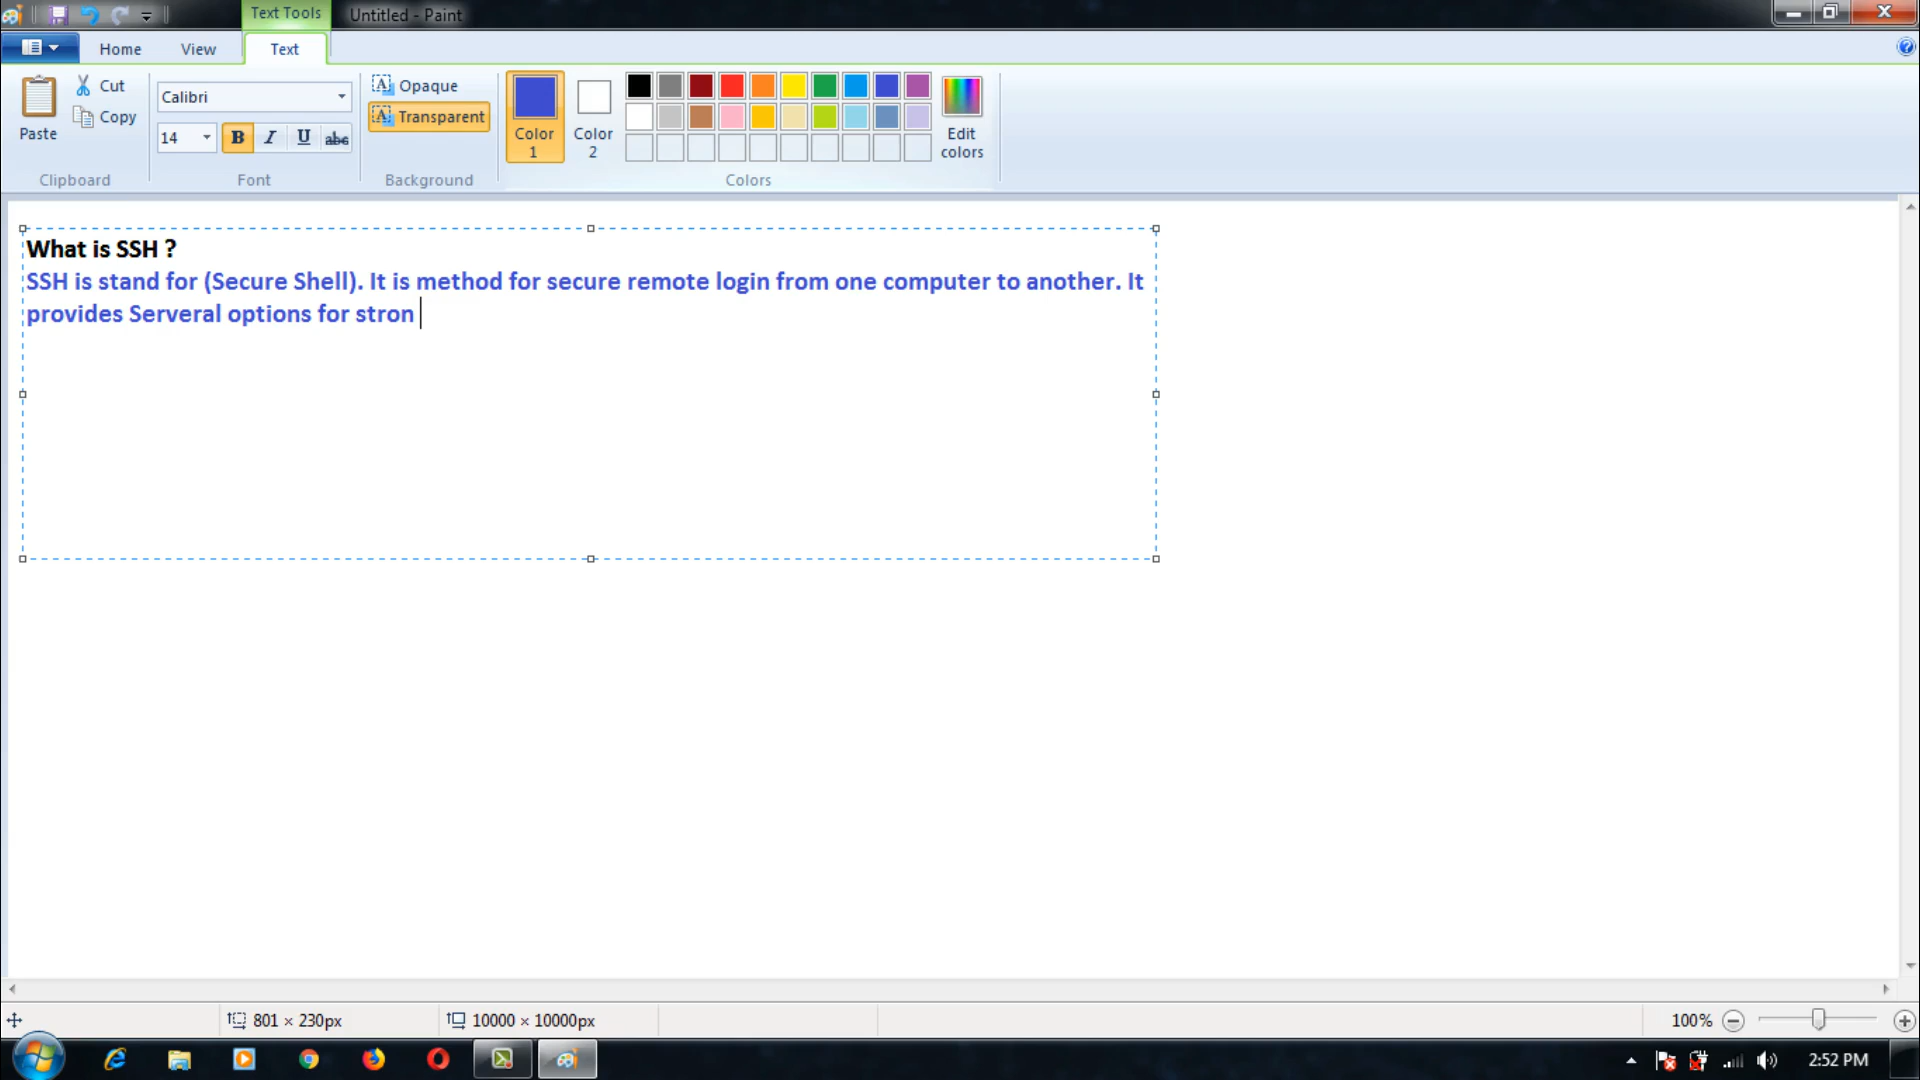 Text Tools
Untitled - Paint
Home
View
Text
Paste
Cut
Copy
Clipboard
Calibri
14
B
I
U
abc
Font
Opaque
Transparent
Background
Color
1
Color
2
Edit
colors
Colors
What is SSH ?
SSH is stand for (Secure Shell). It is method for secure remote login from one computer to another. It
provides Serveral options for stron
801 × 230px
10000 × 10000px
100%
2:52 PM